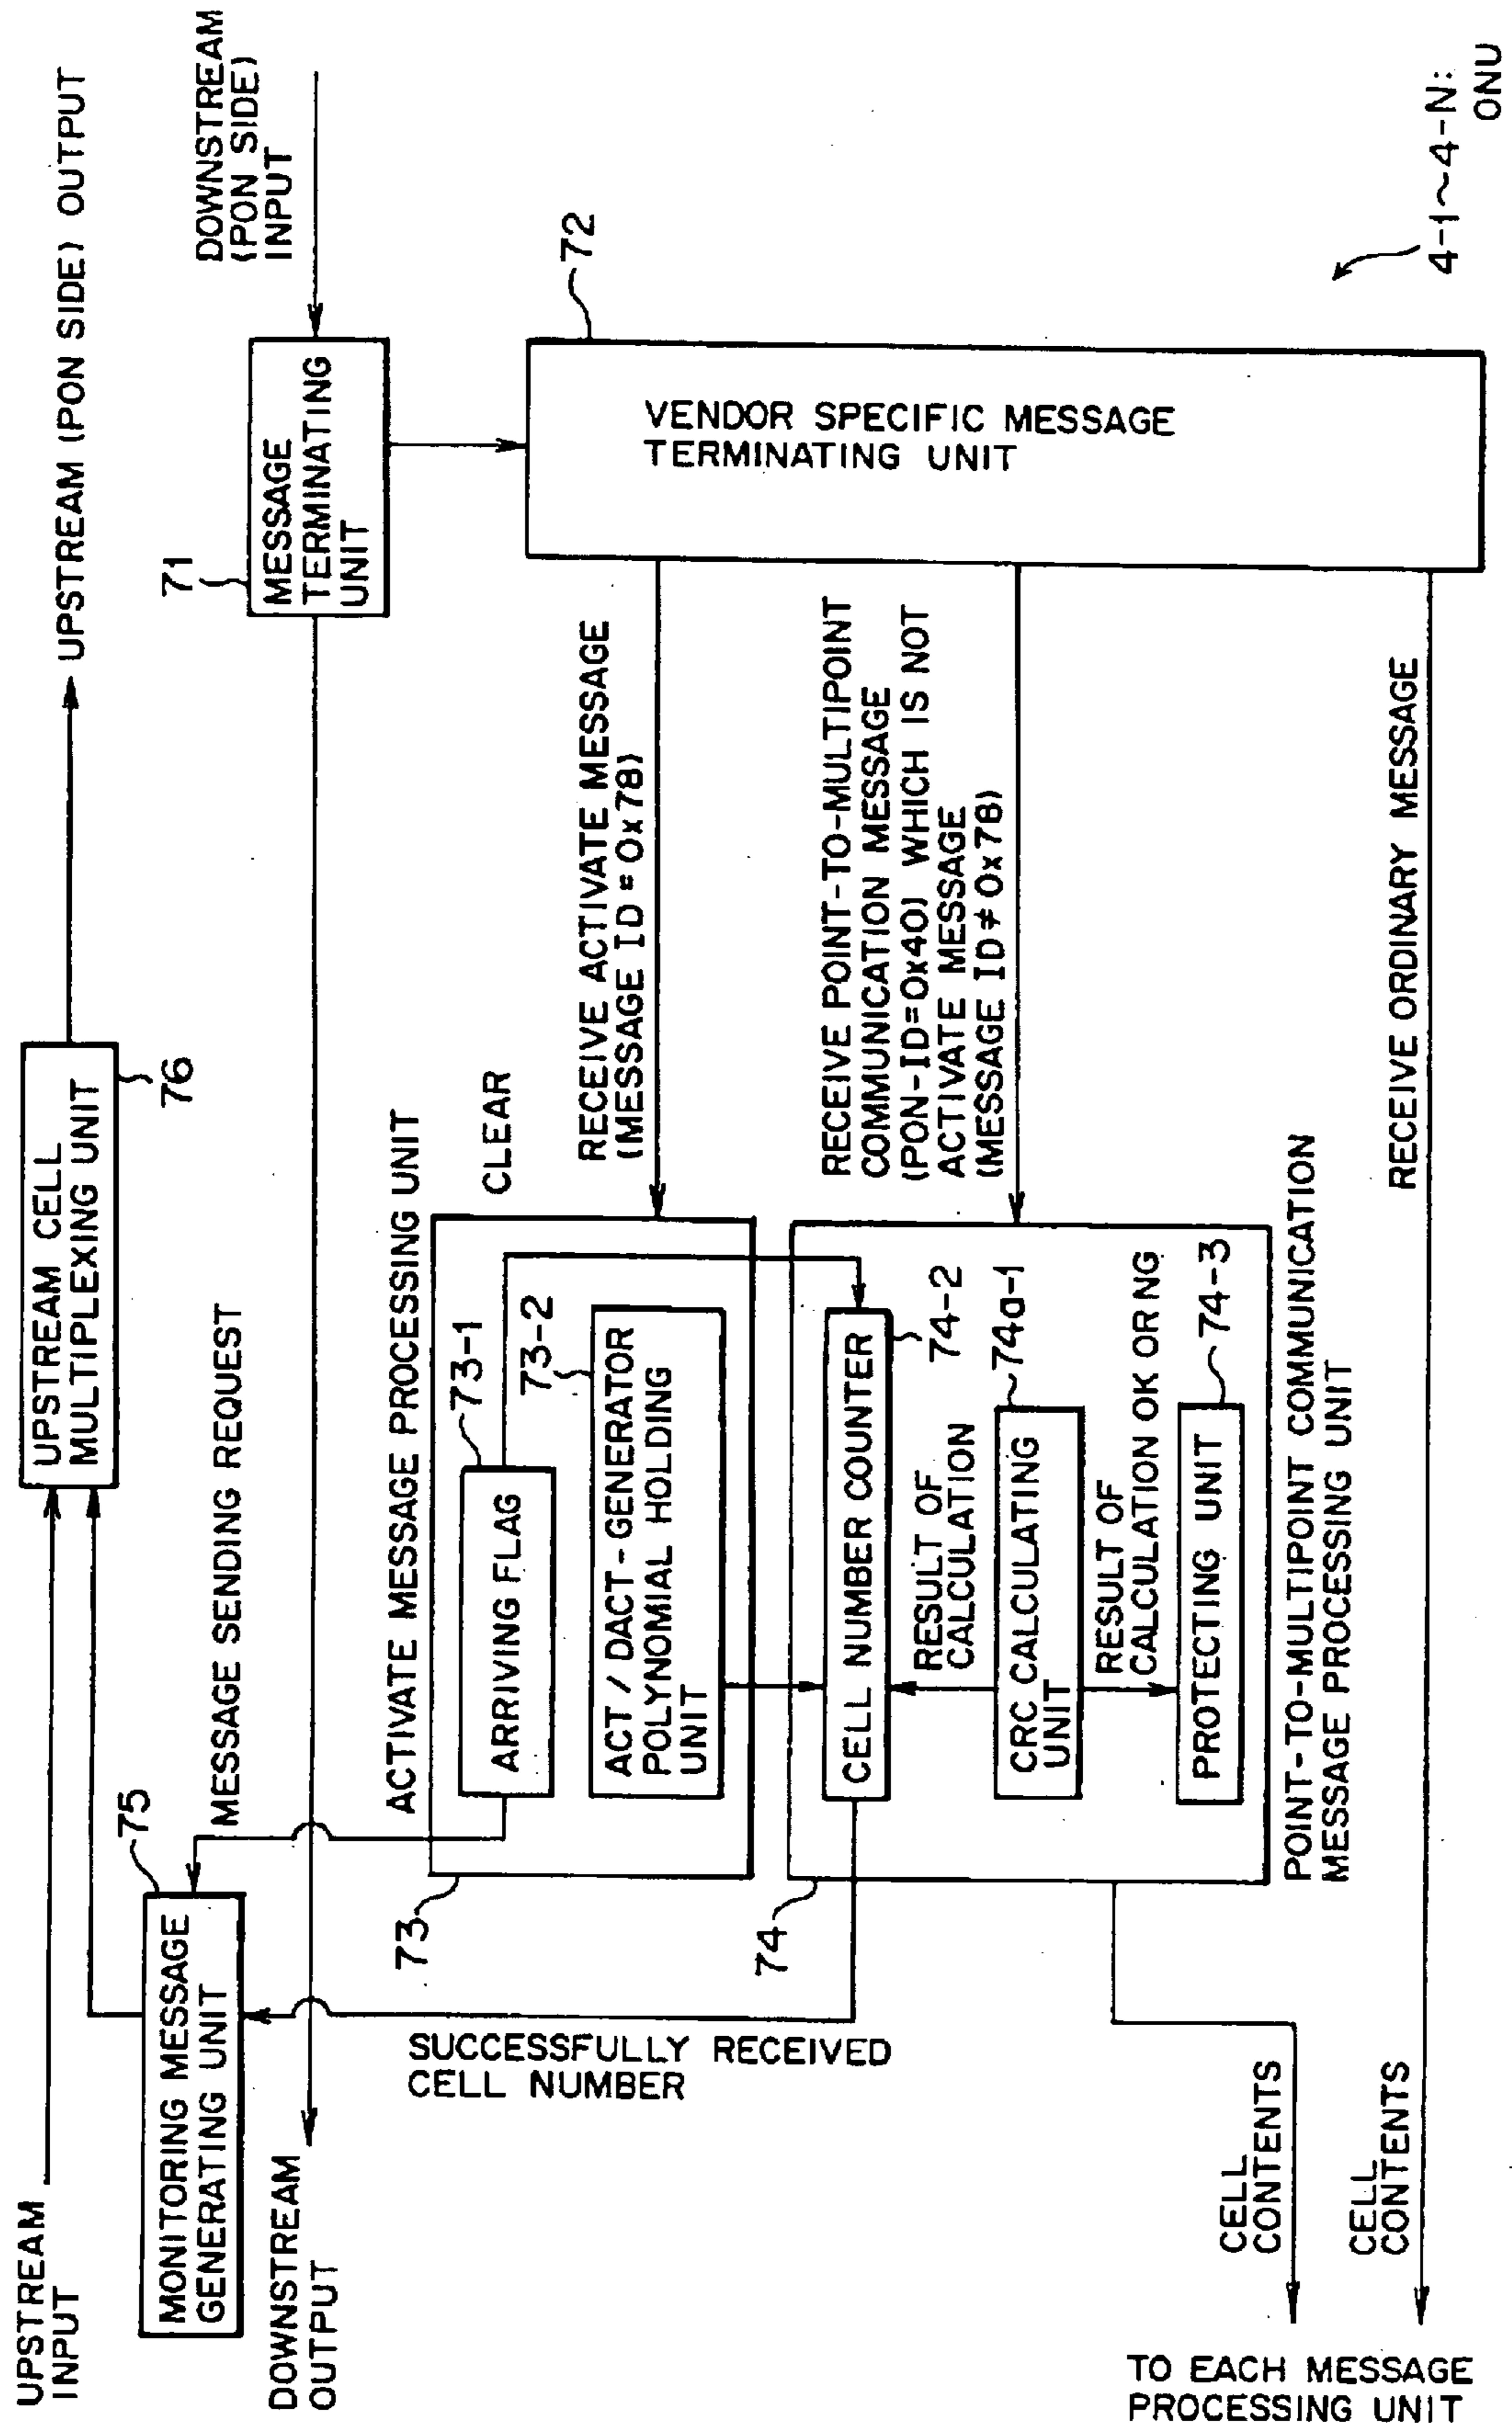 UPSTREAM
INPUT
UPSTREAM CELL
MULTIPLEXING UNIT
76
UPSTREAM (PON SIDE) OUTPUT
75
MONITORING MESSAGE
GENERATING UNIT
MESSAGE SENDING REQUEST
71
MESSAGE
TERMINATING
UNIT
DOWNSTREAM
(PON SIDE)
INPUT
DOWNSTREAM
OUTPUT
ACTIVATE MESSAGE PROCESSING UNIT
73
73-1
ARRIVING FLAG
CLEAR
73-2
ACT/DACT-GENERATOR
POLYNOMIAL HOLDING
UNIT
RECEIVE ACTIVATE MESSAGE
(MESSAGE ID = 0x78)
72
VENDOR SPECIFIC MESSAGE
TERMINATING UNIT
SUCCESSFULLY RECEIVED
CELL NUMBER
74
CELL NUMBER COUNTER
74-2
RESULT OF
CALCULATION
74a-1
CRC CALCULATING
UNIT
RESULT OF
CALCULATION OK OR NG
PROTECTING UNIT
74-3
RECEIVE POINT-TO-MULTIPOINT
COMMUNICATION MESSAGE
(PON-ID=0x40) WHICH IS NOT
ACTIVATE MESSAGE
(MESSAGE ID≠0x78)
POINT-TO-MULTIPOINT COMMUNICATION
MESSAGE PROCESSING UNIT
RECEIVE ORDINARY MESSAGE
CELL
CONTENTS
CELL
CONTENTS
TO EACH MESSAGE
PROCESSING UNIT
4-1~4-N:
ONU